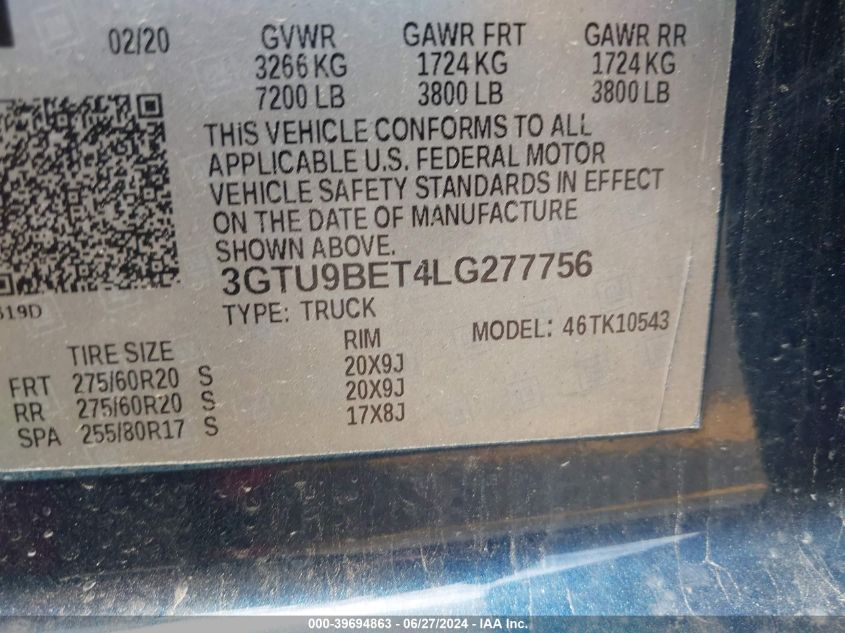 02/20 GVWR GAWR FRT GAWR RR
3266 KG 1724 KG 1724 KG
7200 LB 3800 LB 3800 LB
THIS VEHICLE CONFORMS TO ALL
APPLICABLE U.S. FEDERAL MOTOR
VEHICLE SAFETY STANDARDS IN EFFECT
ON THE DATE OF MANUFACTURE
SHOWN ABOVE.
3GTU9BET4LG277756
TYPE: TRUCK MODEL: 46TK10543
TIRE SIZE RIM
FRT 275/60R20 S 20X9J
RR 275/60R20 S 20X9J
SPA 255/80R17 S 17X8J
000-39694863 - 06/27/2024 - IAA Inc.